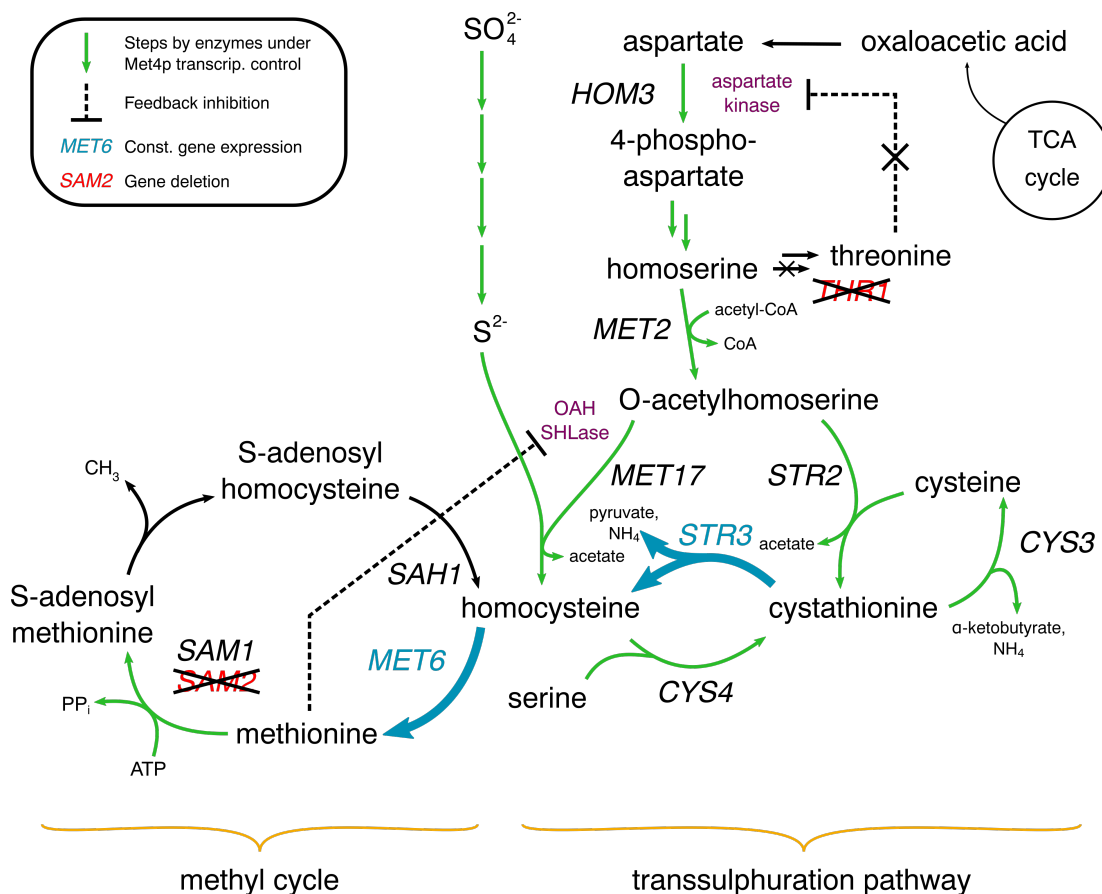 Steps by enzymes under
Met4p transcrip. control
Feedback inhibition
MET6 Const. gene expression
SAM2 Gene deletion
SO₄²⁻
aspartate
oxaloacetic acid
HOM3
aspartate
kinase
TCA
cycle
4-phospho-
aspartate
homoserine
threonine
THR1
S²⁻
MET2
acetyl-CoA
CoA
O-acetylhomoserine
OAH
SHLase
CH₃
S-adenosyl
homocysteine
MET17
STR2
cysteine
pyruvate,
NH₄
STR3
acetate
acetate
CYS3
SAH1
S-adenosyl
methionine
homocysteine
cystathionine
α-ketobutyrate,
NH₄
SAM1
SAM2
MET6
serine
CYS4
PPᵢ
methionine
ATP
methyl cycle
transsulphuration pathway